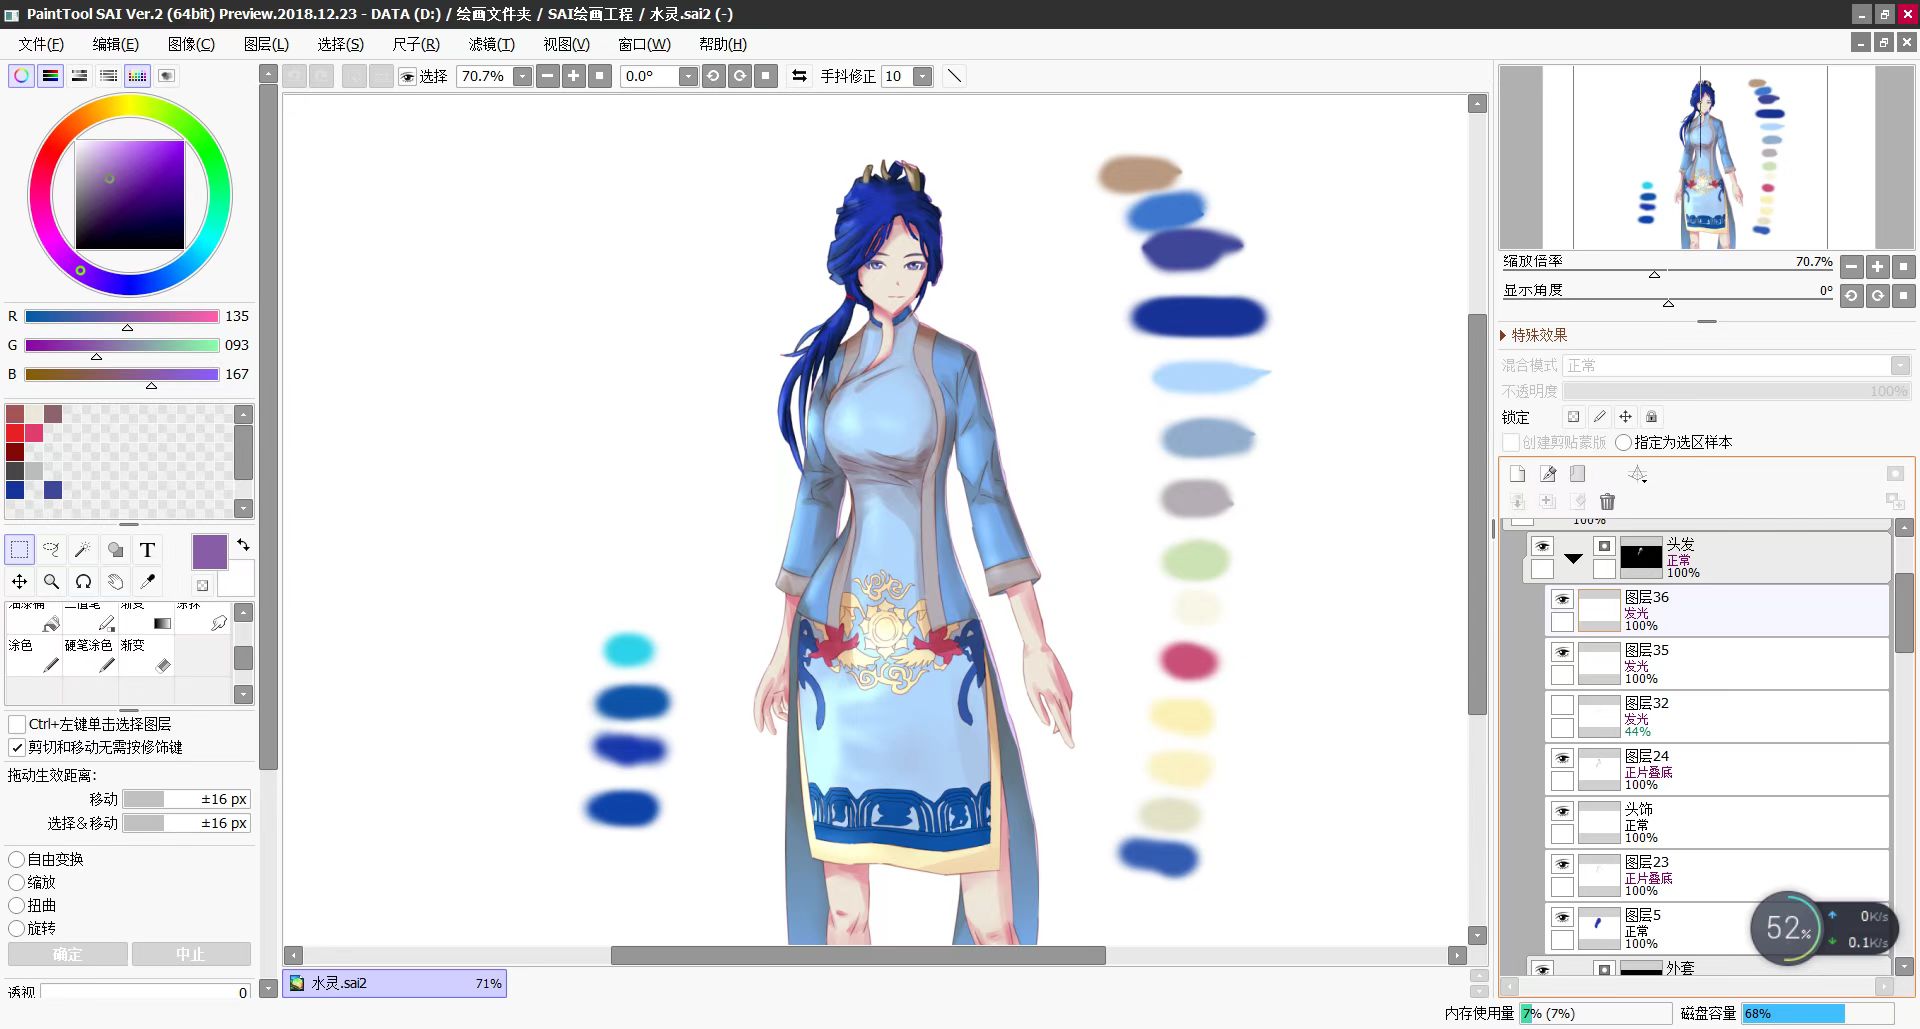 PaintTool SAI Ver.2 (64bit) Preview.2018.12.23 - DATA (D:) / 绘画文件夹 / SAI绘画工程 / 水灵.sai2 (-)
文件(F) 编辑(E) 图像(C) 图层(L) 选择(S) 尺子(R) 滤镜(T) 视图(V) 窗口(W) 帮助(H)
选择 70.7% 0.0° 手抖修正 10
R 135
G 093
B 167
T
油漆桶 二值笔 渐变 涂抹
涂色 硬笔涂色 渐变
Ctrl+左键单击选择图层
剪切和移动无需按修饰键
拖动生效距离:
移动 ±16 px
选择&移动 ±16 px
自由变换
缩放
扭曲
旋转
确定 中止
透视 0
水灵.sai2 71%
缩放倍率 70.7%
显示角度 0°
特殊效果
混合模式 正常
不透明度 100%
锁定
创建剪贴蒙版 指定为选区样本
100%
头发
正常
100%
图层36
发光
100%
图层35
发光
100%
图层32
发光
44%
图层24
正片叠底
100%
头饰
正常
100%
图层23
正片叠底
100%
图层5
正常
100%
外套
52%
0K/s
0.1K/s
内存使用量 7% (7%) 磁盘容量 68%